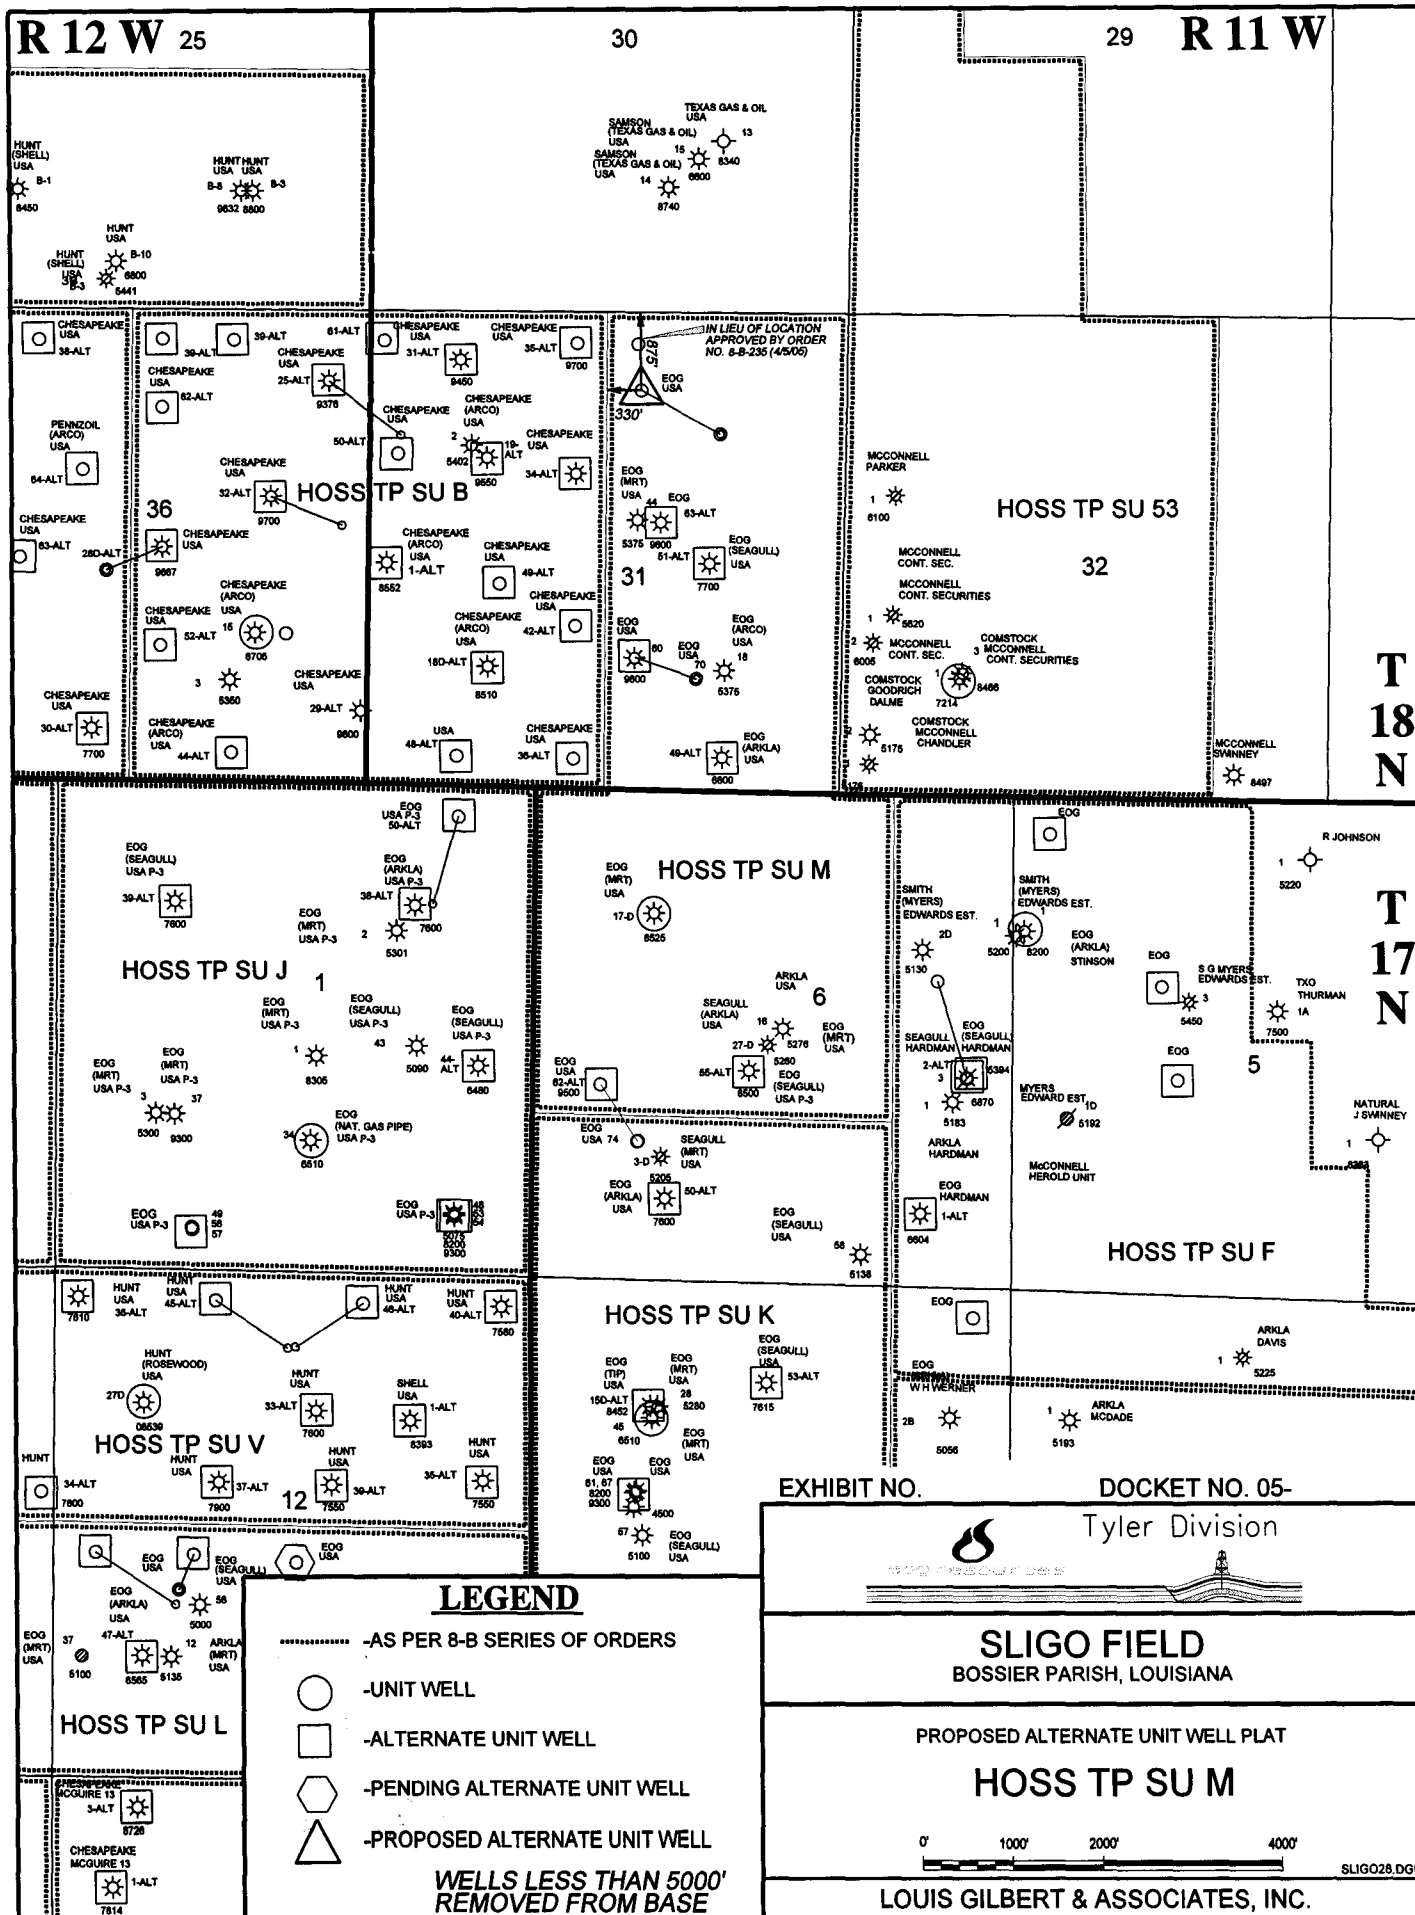 R 12 W
25
30
29
R 11 W
HUNT
(SHELL)
USA
B-1
8450
HUNT HUNT
USA USA
B-8
B-3
9632 8800
HUNT
USA
B-10
6800
HUNT
(SHELL)
USA
B-3
5441
TEXAS GAS & OIL
USA
13
8340
SAMSON
(TEXAS GAS & OIL)
USA
15
6800
SAMSON
(TEXAS GAS & OIL)
USA
14
8740
CHESAPEAKE
USA
38-ALT
39-ALT
39-ALT
61-ALT
CHESAPEAKE
USA
31-ALT
9450
CHESAPEAKE
USA
35-ALT
9700
IN LIEU OF LOCATION
APPROVED BY ORDER
NO. 8-B-235 (4/5/05)
875'
330'
EOG
USA
CHESAPEAKE
USA
25-ALT
9376
CHESAPEAKE
USA
62-ALT
PENNZOIL
(ARCO)
USA
64-ALT
CHESAPEAKE
USA
50-ALT
CHESAPEAKE
(ARCO)
USA
2
5402
19-
ALT
9550
CHESAPEAKE
USA
34-ALT
CHESAPEAKE
USA
32-ALT
9700
HOSS TP SU B
36
CHESAPEAKE
USA
63-ALT
28D-ALT
CHESAPEAKE
USA
9667
CHESAPEAKE
(ARCO)
USA
1-ALT
8552
CHESAPEAKE
USA
49-ALT
CHESAPEAKE
USA
42-ALT
CHESAPEAKE
(ARCO)
USA
18D-ALT
8510
CHESAPEAKE
USA
52-ALT
CHESAPEAKE
(ARCO)
USA
15
6705
3
5350
CHESAPEAKE
USA
29-ALT
9800
CHESAPEAKE
USA
30-ALT
7700
CHESAPEAKE
(ARCO)
USA
44-ALT
USA
48-ALT
CHESAPEAKE
USA
36-ALT
EOG
(MRT)
USA
44
5375
EOG
63-ALT
9600
51-ALT
EOG
(SEAGULL)
USA
7700
31
EOG
USA
60
9600
EOG
USA
70
EOG
(ARCO)
USA
18
5375
49-ALT
EOG
(ARKLA)
USA
6800
MCCONNELL
PARKER
1
6100
HOSS TP SU 53
32
MCCONNELL
CONT. SEC.
MCCONNELL
CONT. SECURITIES
1
5620
2
6005
MCCONNELL
CONT. SEC.
COMSTOCK
3 MCCONNELL
CONT. SECURITIES
1
8466
7214
COMSTOCK
GOODRICH
DALME
COMSTOCK
MCCONNELL
CHANDLER
2
5175
MCCONNELL
SWINNEY
8497
T
18
N
EOG
USA P-3
50-ALT
EOG
(SEAGULL)
USA P-3
39-ALT
7600
EOG
(ARKLA)
USA P-3
38-ALT
7600
EOG
(MRT)
USA P-3
2
5301
HOSS TP SU J
1
EOG
(MRT)
USA P-3
1
8305
EOG
(SEAGULL)
USA P-3
43
5090
EOG
(SEAGULL)
USA P-3
44-
ALT
6480
EOG
(MRT)
USA P-3
3
5300
EOG
(MRT)
USA P-3
37
9300
34
EOG
(NAT. GAS PIPE)
USA P-3
6510
EOG
USA P-3
49
56
57
EOG
USA P-3
48
53
54
5075
8200
9300
HOSS TP SU M
EOG
(MRT)
USA
17-D
8525
ARKLA
USA
6
16
5276
SEAGULL
(ARKLA)
USA
27-D
5260
EOG
(MRT)
USA
55-ALT
6500
EOG
(SEAGULL)
USA P-3
EOG
USA
62-ALT
9500
EOG
USA 74
3-D
5205
SEAGULL
(MRT)
USA
EOG
(ARKLA)
USA
50-ALT
7600
EOG
(SEAGULL)
USA
58
5138
EOG
R JOHNSON
1
5220
SMITH
(MYERS)
EDWARDS EST.
2D
5130
SMITH
(MYERS)
EDWARDS EST.
1
1
5200
8200
EOG
(ARKLA)
STINSON
EOG
S G MYERS
EDWARDS EST.
3
5450
TXO
THURMAN
1A
7500
T
17
N
SEAGULL
HARDMAN
EOG
(SEAGULL)
HARDMAN
2-ALT
3
5394
6870
1
5183
ARKLA
HARDMAN
MYERS
EDWARD EST
1D
5192
EOG
5
NATURAL
J SWINNEY
1
McCONNELL
HEROLD UNIT
EOG
HARDMAN
1-ALT
6604
HOSS TP SU F
EOG
ARKLA
DAVIS
1
5225
EOG
W H WERNER
2B
5056
1
ARKLA
MCDADE
5193
HUNT
USA
36-ALT
7610
HUNT
USA
45-ALT
HUNT
USA
46-ALT
HUNT
USA
40-ALT
7560
HUNT
(ROSEWOOD)
USA
27D
08539
HUNT
USA
33-ALT
7600
SHELL
USA
1-ALT
8393
HOSS TP SU V
HUNT
34-ALT
7600
HUNT
USA
37-ALT
7900
12
HUNT
USA
39-ALT
7550
HUNT
USA
35-ALT
7550
HOSS TP SU K
EOG
(SEAGULL)
USA
53-ALT
7615
EOG
(TIP)
USA
15D-ALT
8452
EOG
(MRT)
USA
28
5280
45
6510
EOG
(MRT)
USA
EOG
USA
61, 67
8200
9300
EOG
USA
4500
57
5100
EOG
(SEAGULL)
USA
EOG
USA
EOG
(SEAGULL)
USA
56
5000
EOG
USA
EOG
(ARKLA)
USA
47-ALT
6565
12
5135
ARKLA
(MRT)
USA
EOG
(MRT)
USA
37
5100
HOSS TP SU L
CHESAPEAKE
MCGUIRE 13
3-ALT
8726
CHESAPEAKE
MCGUIRE 13
1-ALT
7814
LEGEND
-AS PER 8-B SERIES OF ORDERS
-UNIT WELL
-ALTERNATE UNIT WELL
-PENDING ALTERNATE UNIT WELL
-PROPOSED ALTERNATE UNIT WELL
WELLS LESS THAN 5000'
REMOVED FROM BASE
EXHIBIT NO. DOCKET NO. 05-
Tyler Division
eog resources
SLIGO FIELD
BOSSIER PARISH, LOUISIANA
PROPOSED ALTERNATE UNIT WELL PLAT
HOSS TP SU M
0' 1000' 2000' 4000'
SLIGO28.DG
LOUIS GILBERT & ASSOCIATES, INC.